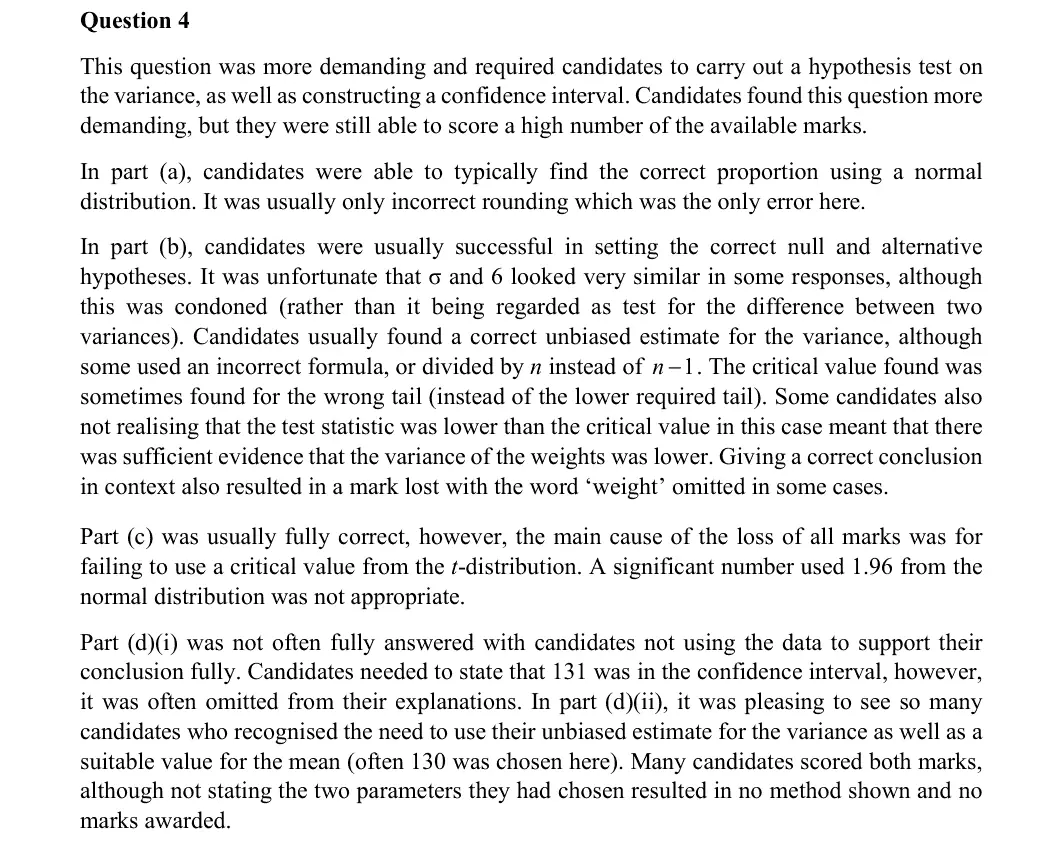 Question 4
This question was more demanding and required candidates to carry out a hypothesis test on
the variance, as well as constructing a confidence interval. Candidates found this question more
demanding, but they were still able to score a high number of the available marks.
In part (a), candidates were able to typically find the correct proportion using a normal
distribution. It was usually only incorrect rounding which was the only error here.
In part (b), candidates were usually successful in setting the correct null and alternative
hypotheses. It was unfortunate that σ and 6 looked very similar in some responses, although
this was condoned (rather than it being regarded as test for the difference between two
variances). Candidates usually found a correct unbiased estimate for the variance, although
some used an incorrect formula, or divided by n instead of n−1. The critical value found was
sometimes found for the wrong tail (instead of the lower required tail). Some candidates also
not realising that the test statistic was lower than the critical value in this case meant that there
was sufficient evidence that the variance of the weights was lower. Giving a correct conclusion
in context also resulted in a mark lost with the word ‘weight’ omitted in some cases.
Part (c) was usually fully correct, however, the main cause of the loss of all marks was for
failing to use a critical value from the t-distribution. A significant number used 1.96 from the
normal distribution was not appropriate.
Part (d)(i) was not often fully answered with candidates not using the data to support their
conclusion fully. Candidates needed to state that 131 was in the confidence interval, however,
it was often omitted from their explanations. In part (d)(ii), it was pleasing to see so many
candidates who recognised the need to use their unbiased estimate for the variance as well as a
suitable value for the mean (often 130 was chosen here). Many candidates scored both marks,
although not stating the two parameters they had chosen resulted in no method shown and no
marks awarded.